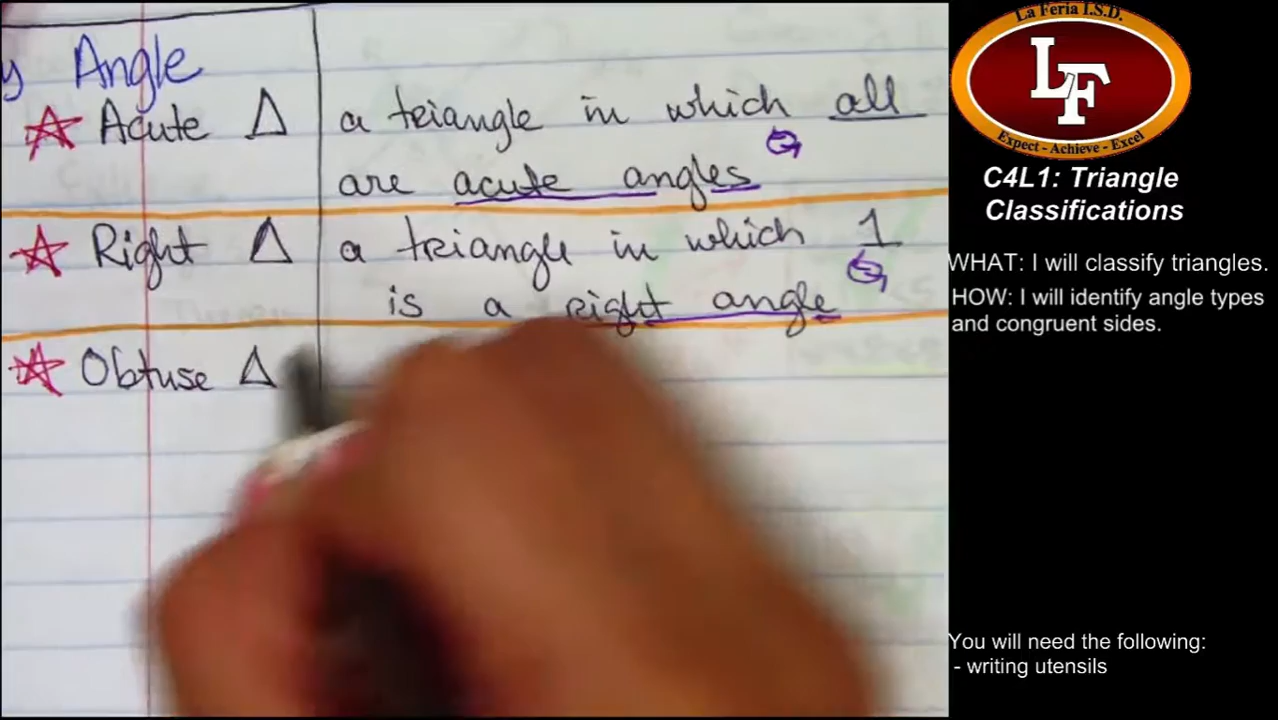 y Angle
Acute Δ a triangle in which all
are acute angles
Right Δ a triangle in which 1
is a right angle
Obtuse Δ
La Feria I.S.D.
LF
Expect - Achieve - Excel
C4L1: Triangle
Classifications
WHAT: I will classify triangles.
HOW: I will identify angle types
and congruent sides.
You will need the following:
- writing utensils